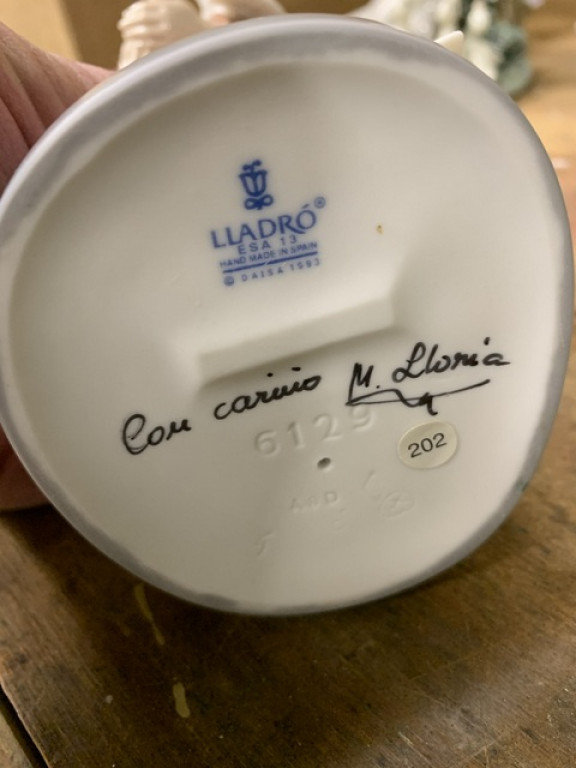 LLADRÓ®
ESA 13
HAND MADE IN SPAIN
© DAISA 1993
Con cariño M. Lloria
6129
202